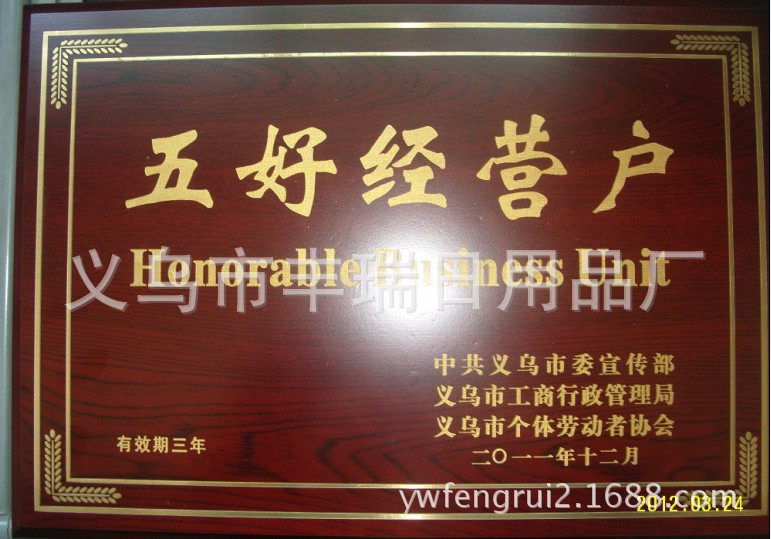 五好经营户
Honorable Business Unit
义乌市丰瑞日用品厂
中共义乌市委宣传部
义乌市工商行政管理局
义乌市个体劳动者协会
有效期三年
二〇一一年十二月
ywfengrui2.1688.com
2012.03.24